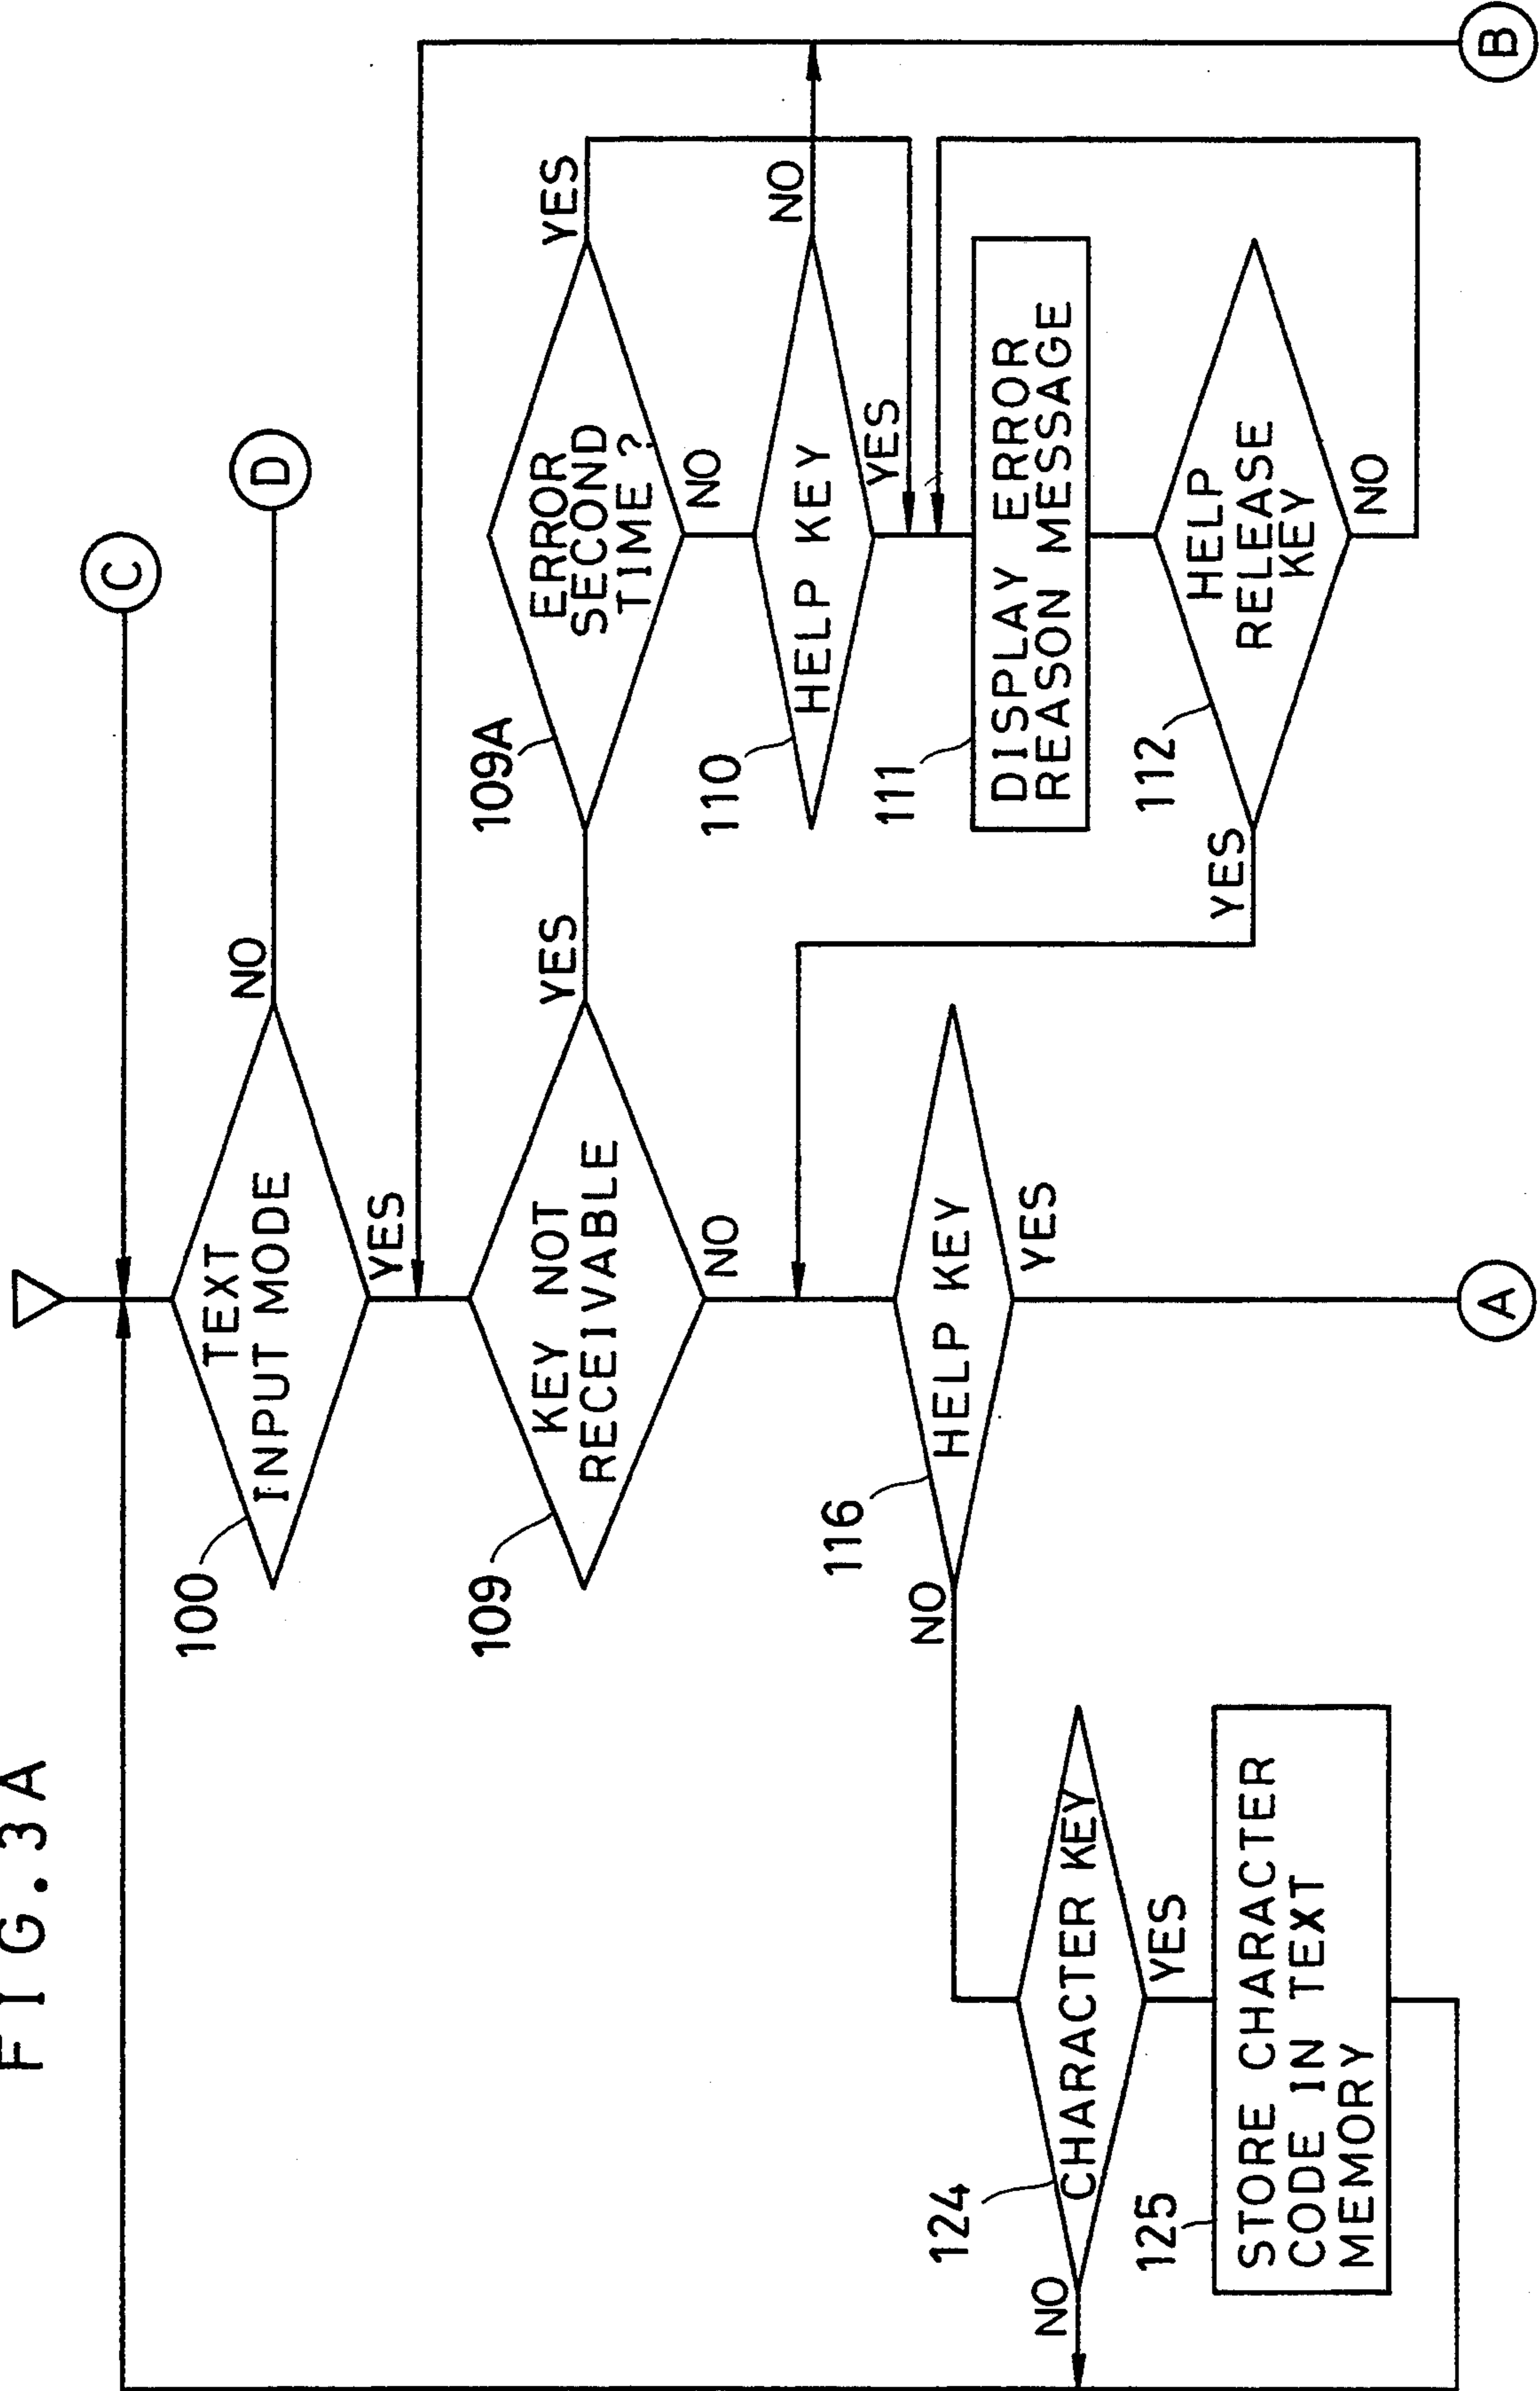 FIG.3A
C
TEXT
INPUT MODE
100
NO
D
YES
KEY NOT
RECEIVABLE
109
YES
NO
ERROR
SECOND
TIME?
109A
YES
NO
HELP KEY
110
NO
YES
DISPLAY ERROR
REASON MESSAGE
111
HELP
RELEASE
KEY
112
YES
NO
HELP KEY
116
NO
YES
CHARACTER KEY
124
NO
YES
STORE CHARACTER
CODE IN TEXT
MEMORY
125
A
B